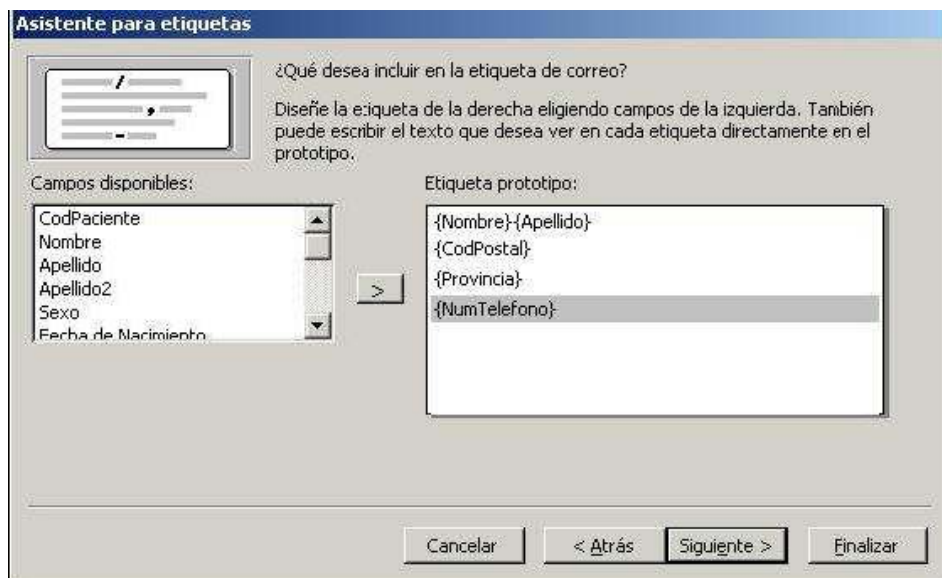 Asistente para etiquetas
¿Qué desea incluir en la etiqueta de correo?
Diseñe la etiqueta de la derecha eligiendo campos de la izquierda. También
puede escribir el texto que desea ver en cada etiqueta directamente en el
prototipo.
Campos disponibles:
CodPaciente
Nombre
Apellido
Apellido2
Sexo
Fecha de Nacimiento
>
Etiqueta prototipo:
{Nombre}-{Apellido}
{CodPostal}
{Provincia}
{NumTelefono}
Cancelar
< Atrás
Siguiente >
Finalizar